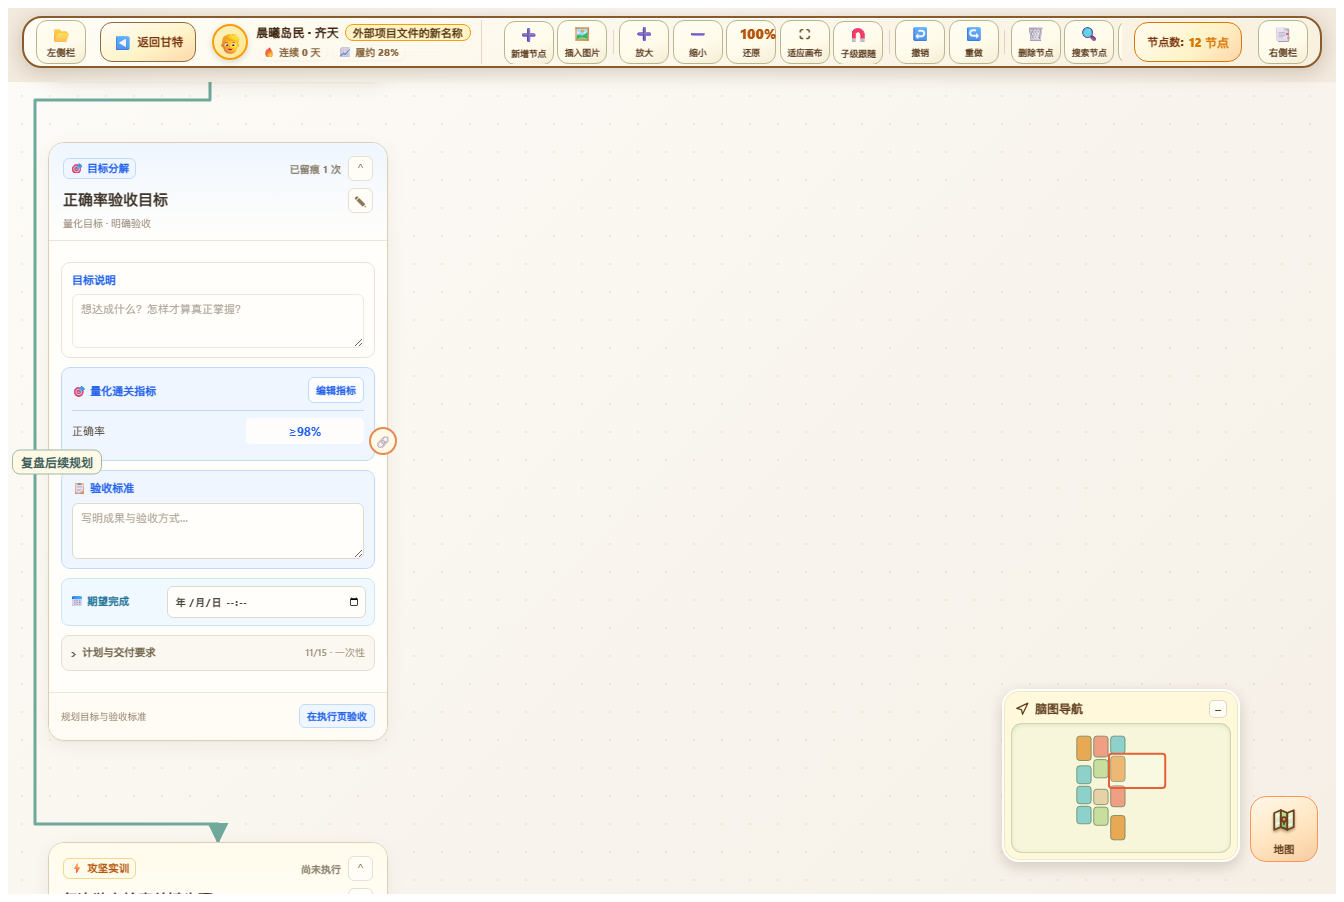 左侧栏
返回甘特
晨曦岛民 · 齐天 外部项目文件的新名称
连续 0 天 履约 28%
新增节点
插入图片
放大
缩小
100%
还原
适应画布
子级跟随
撤销
重做
删除节点
搜索节点
节点数: 12 节点
右侧栏
目标分解
已留痕 1 次
正确率验收目标
量化目标 · 明确验收
目标说明
想达成什么？怎样才算真正掌握?
量化通关指标
编辑指标
正确率
≥98%
复盘后续规划
验收标准
写明成果与验收方式...
期望完成
年 /月/日 --:--
计划与交付要求
11/15 · 一次性
规划目标与验收标准
在执行页验收
攻坚实训
尚未执行
脑图导航
地图